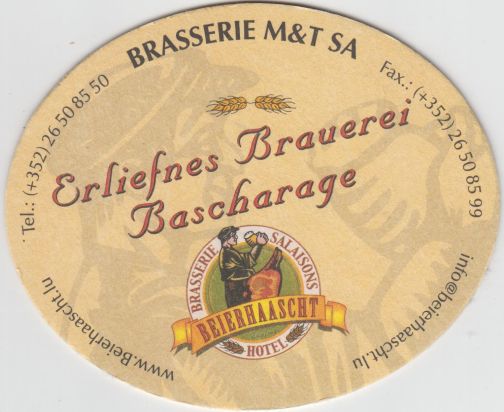 BRASSERIE M&T SA
Tel.: (+352) 26 50 85 50
Fax.: (+352) 26 50 85 99
Erliefnes Brauerei
Bascharage
BRASSERIE SALAISONS
BEIERHAASCHT
HOTEL
www.Beierhaascht.lu
info@beierhaascht.lu